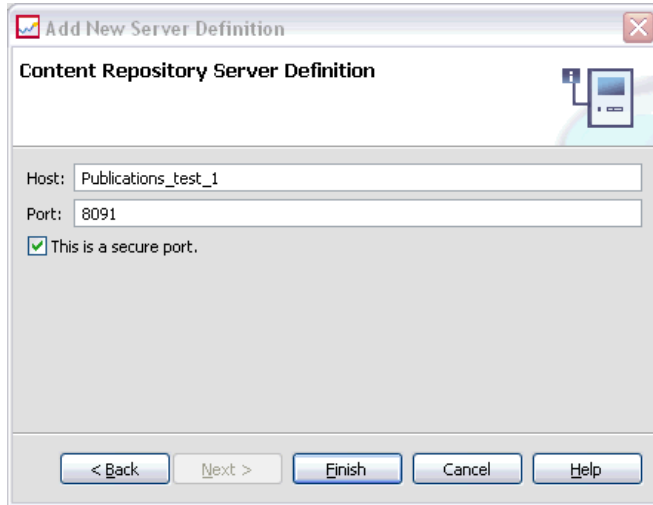 Add New Server Definition
Content Repository Server Definition
Host: Publications_test_1
Port: 8091
This is a secure port.
< Back Next > Finish Cancel Help